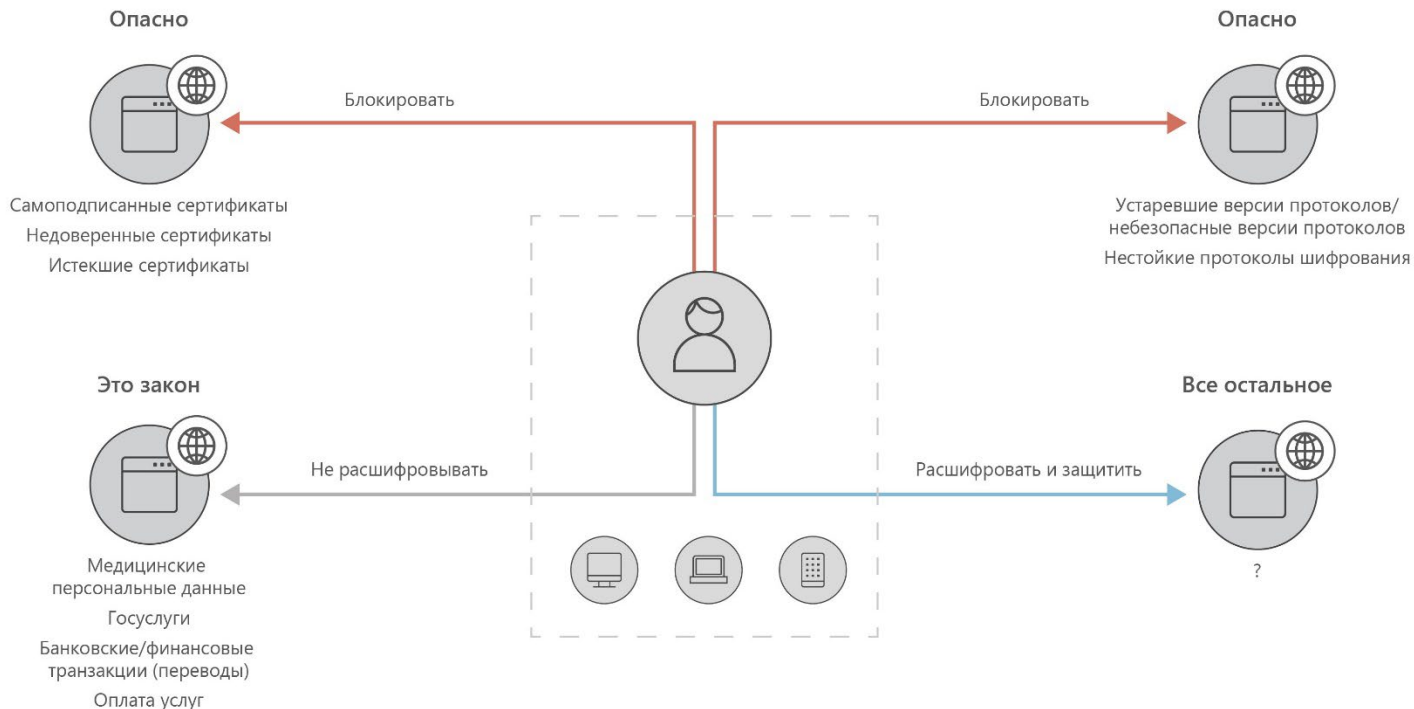 Опасно
Опасно
Блокировать
Блокировать
Самоподписанные сертификаты
Недоверенные сертификаты
Истекшие сертификаты
Устаревшие версии протоколов/
небезопасные версии протоколов
Нестойкие протоколы шифрования
Это закон
Все остальное
Не расшифровывать
Расшифровать и защитить
Медицинские
персональные данные
Госуслуги
Банковские/финансовые
транзакции (переводы)
Оплата услуг
?